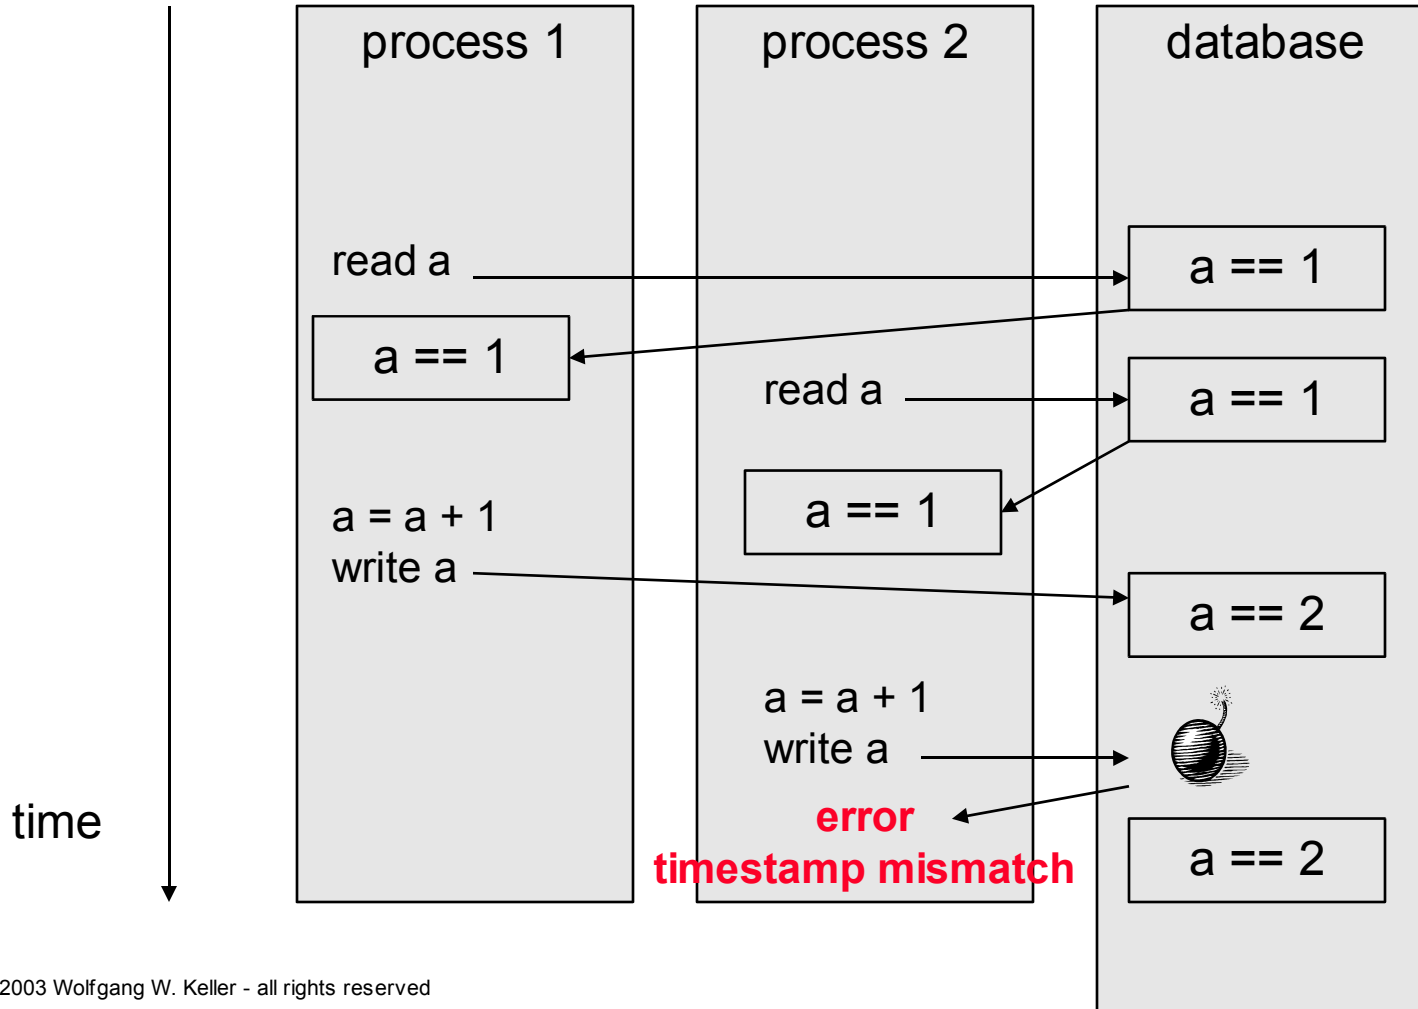 process 1
process 2
database
read a
a == 1
a == 1
read a
a == 1
a == 1
a = a + 1
write a
a == 2
a = a + 1
write a
time
error
timestamp mismatch
a == 2
2003 Wolfgang W. Keller - all rights reserved